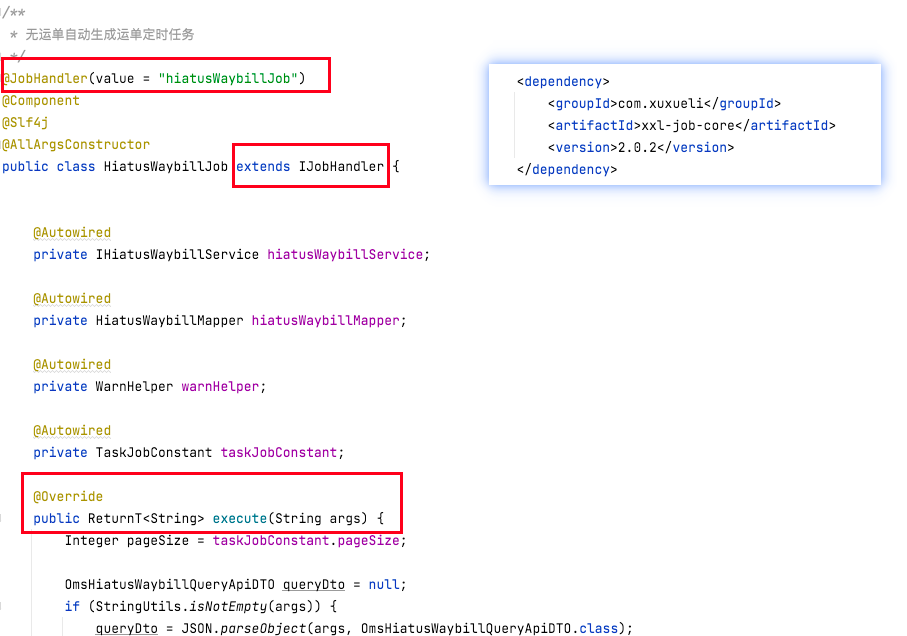 /**
* 无运单自动生成运单定时任务
*/
@JobHandler(value = "hiatusWaybillJob")
@Component
@Slf4j
@AllArgsConstructor
public class HiatusWaybillJob extends IJobHandler {
<dependency>
<groupId>com.xuxueli</groupId>
<artifactId>xxl-job-core</artifactId>
<version>2.0.2</version>
</dependency>
@Autowired
private IHiatusWaybillService hiatusWaybillService;
@Autowired
private HiatusWaybillMapper hiatusWaybillMapper;
@Autowired
private WarnHelper warnHelper;
@Autowired
private TaskJobConstant taskJobConstant;
@Override
public ReturnT<String> execute(String args) {
Integer pageSize = taskJobConstant.pageSize;
OmsHiatusWaybillQueryApiDTO queryDto = null;
if (StringUtils.isNotEmpty(args)) {
queryDto = JSON.parseObject(args, OmsHiatusWaybillQueryApiDTO.class);